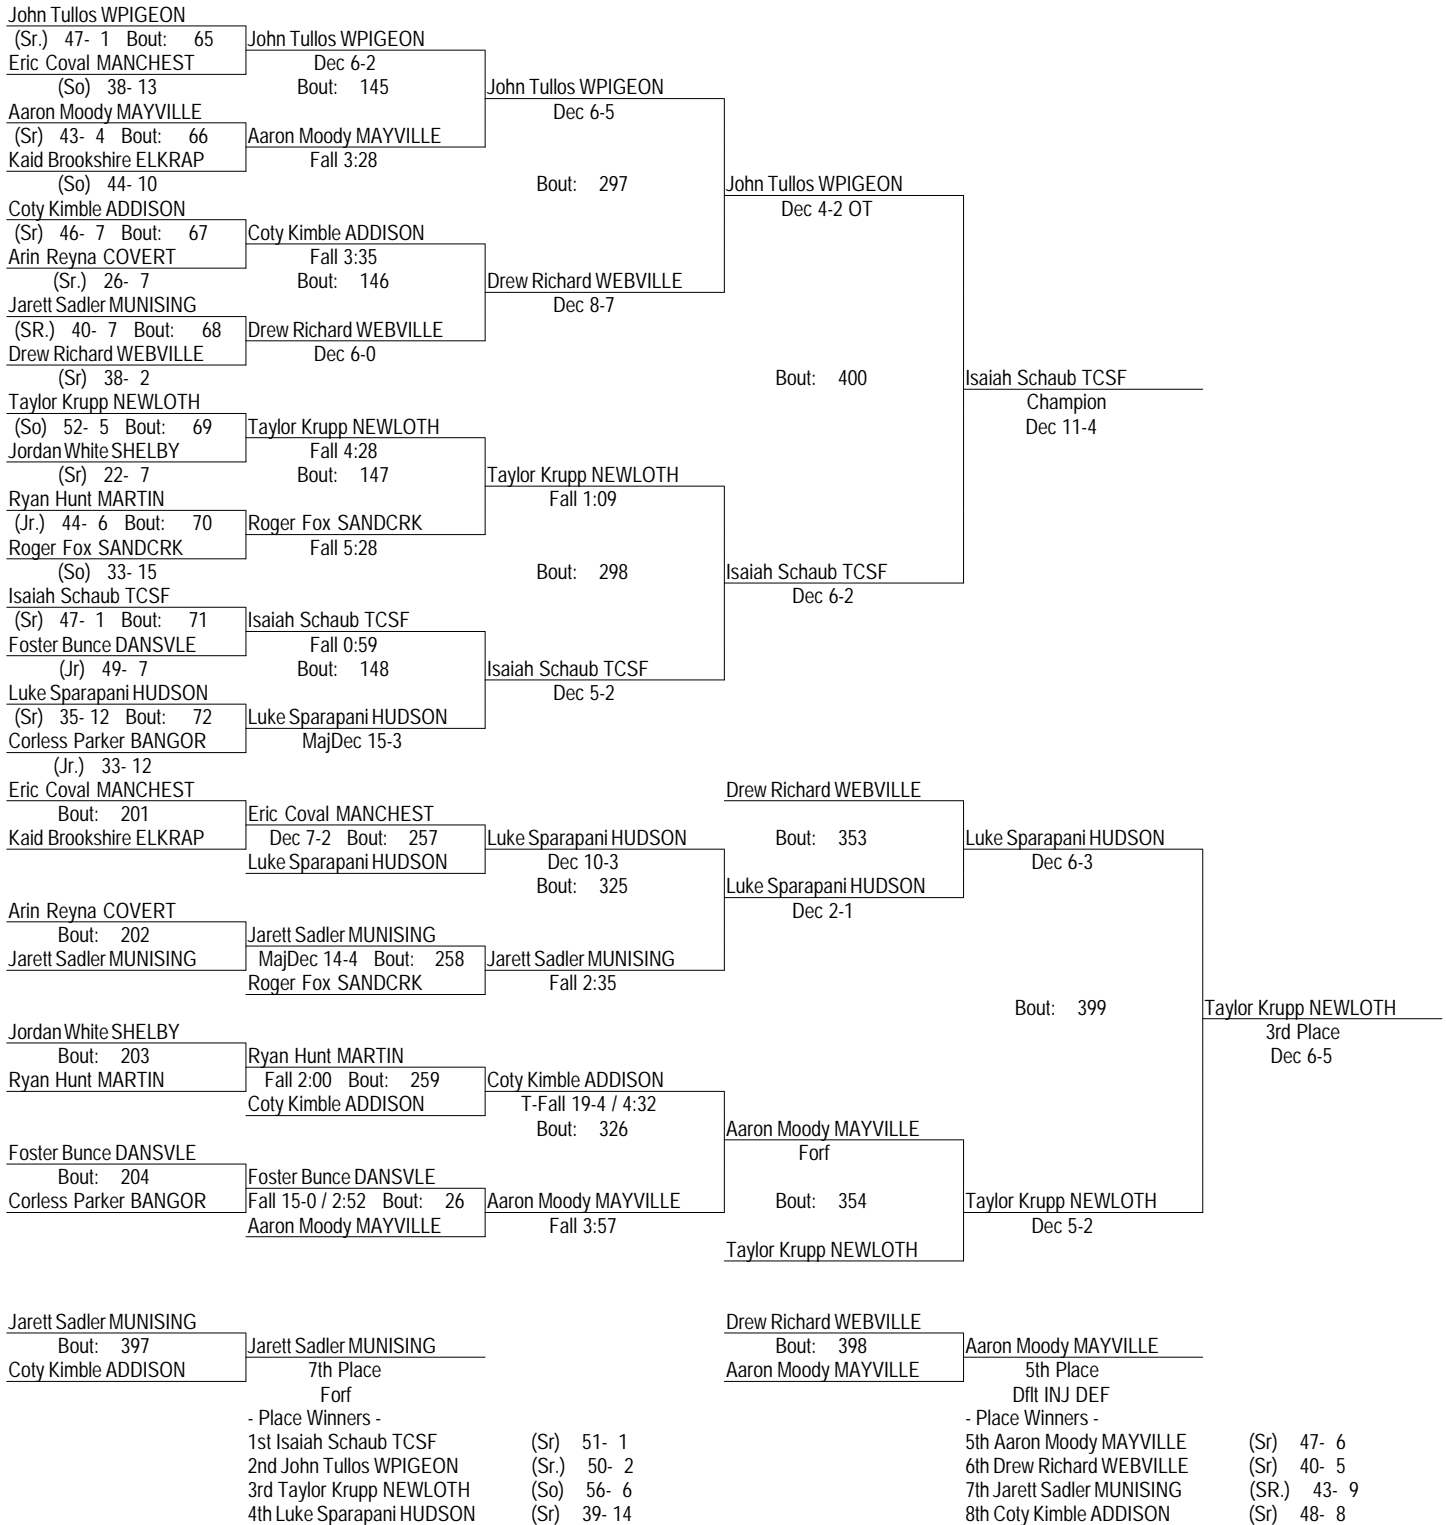 John Tullos WPIGEON
(Sr.) 47- 1 Bout: 65
John Tullos WPIGEON
Eric Coval MANCHEST
Dec 6-2
(So) 38- 13
Bout: 145
John Tullos WPIGEON
Aaron Moody MAYVILLE
Dec 6-5
(Sr) 43- 4 Bout: 66
Aaron Moody MAYVILLE
Kaid Brookshire ELKRAP
Fall 3:28
(So) 44- 10
Bout: 297
John Tullos WPIGEON
Coty Kimble ADDISON
Dec 4-2 OT
(Sr) 46- 7 Bout: 67
Coty Kimble ADDISON
Arin Reyna COVERT
Fall 3:35
(Sr.) 26- 7
Bout: 146
Drew Richard WEBVILLE
Jarett Sadler MUNISING
Dec 8-7
(SR.) 40- 7 Bout: 68
Drew Richard WEBVILLE
Drew Richard WEBVILLE
Dec 6-0
(Sr) 38- 2
Bout: 400
Isaiah Schaub TCSF
Taylor Krupp NEWLOTH
Champion
(So) 52- 5 Bout: 69
Taylor Krupp NEWLOTH
Dec 11-4
Jordan White SHELBY
Fall 4:28
(Sr) 22- 7
Bout: 147
Taylor Krupp NEWLOTH
Ryan Hunt MARTIN
Fall 1:09
(Jr.) 44- 6 Bout: 70
Roger Fox SANDCRK
Roger Fox SANDCRK
Fall 5:28
(So) 33- 15
Bout: 298
Isaiah Schaub TCSF
Isaiah Schaub TCSF
Dec 6-2
(Sr) 47- 1 Bout: 71
Isaiah Schaub TCSF
Foster Bunce DANSVLE
Fall 0:59
(Jr) 49- 7
Bout: 148
Isaiah Schaub TCSF
Luke Sparapani HUDSON
Dec 5-2
(Sr) 35- 12 Bout: 72
Luke Sparapani HUDSON
Corless Parker BANGOR
MajDec 15-3
(Jr.) 33- 12
Eric Coval MANCHEST
Drew Richard WEBVILLE
Bout: 201
Eric Coval MANCHEST
Kaid Brookshire ELKRAP
Dec 7-2 Bout: 257
Luke Sparapani HUDSON
Bout: 353
Luke Sparapani HUDSON
Luke Sparapani HUDSON
Dec 10-3
Dec 6-3
Bout: 325
Luke Sparapani HUDSON
Arin Reyna COVERT
Dec 2-1
Bout: 202
Jarett Sadler MUNISING
Jarett Sadler MUNISING
MajDec 14-4 Bout: 258
Jarett Sadler MUNISING
Roger Fox SANDCRK
Fall 2:35
Bout: 399
Taylor Krupp NEWLOTH
Jordan White SHELBY
3rd Place
Bout: 203
Ryan Hunt MARTIN
Dec 6-5
Ryan Hunt MARTIN
Fall 2:00 Bout: 259
Coty Kimble ADDISON
Coty Kimble ADDISON
T-Fall 19-4 / 4:32
Bout: 326
Aaron Moody MAYVILLE
Foster Bunce DANSVLE
Forf
Bout: 204
Foster Bunce DANSVLE
Corless Parker BANGOR
Fall 15-0 / 2:52 Bout: 26
Aaron Moody MAYVILLE
Bout: 354
Taylor Krupp NEWLOTH
Aaron Moody MAYVILLE
Fall 3:57
Dec 5-2
Taylor Krupp NEWLOTH
Jarett Sadler MUNISING
Drew Richard WEBVILLE
Bout: 397
Jarett Sadler MUNISING
Bout: 398
Aaron Moody MAYVILLE
Coty Kimble ADDISON
7th Place
Aaron Moody MAYVILLE
5th Place
Forf
Dflt INJ DEF
- Place Winners -
1st Isaiah Schaub TCSF (Sr) 51- 1
2nd John Tullos WPIGEON (Sr.) 50- 2
3rd Taylor Krupp NEWLOTH (So) 56- 6
4th Luke Sparapani HUDSON (Sr) 39- 14
- Place Winners -
5th Aaron Moody MAYVILLE (Sr) 47- 6
6th Drew Richard WEBVILLE (Sr) 40- 5
7th Jarett Sadler MUNISING (SR.) 43- 9
8th Coty Kimble ADDISON (Sr) 48- 8